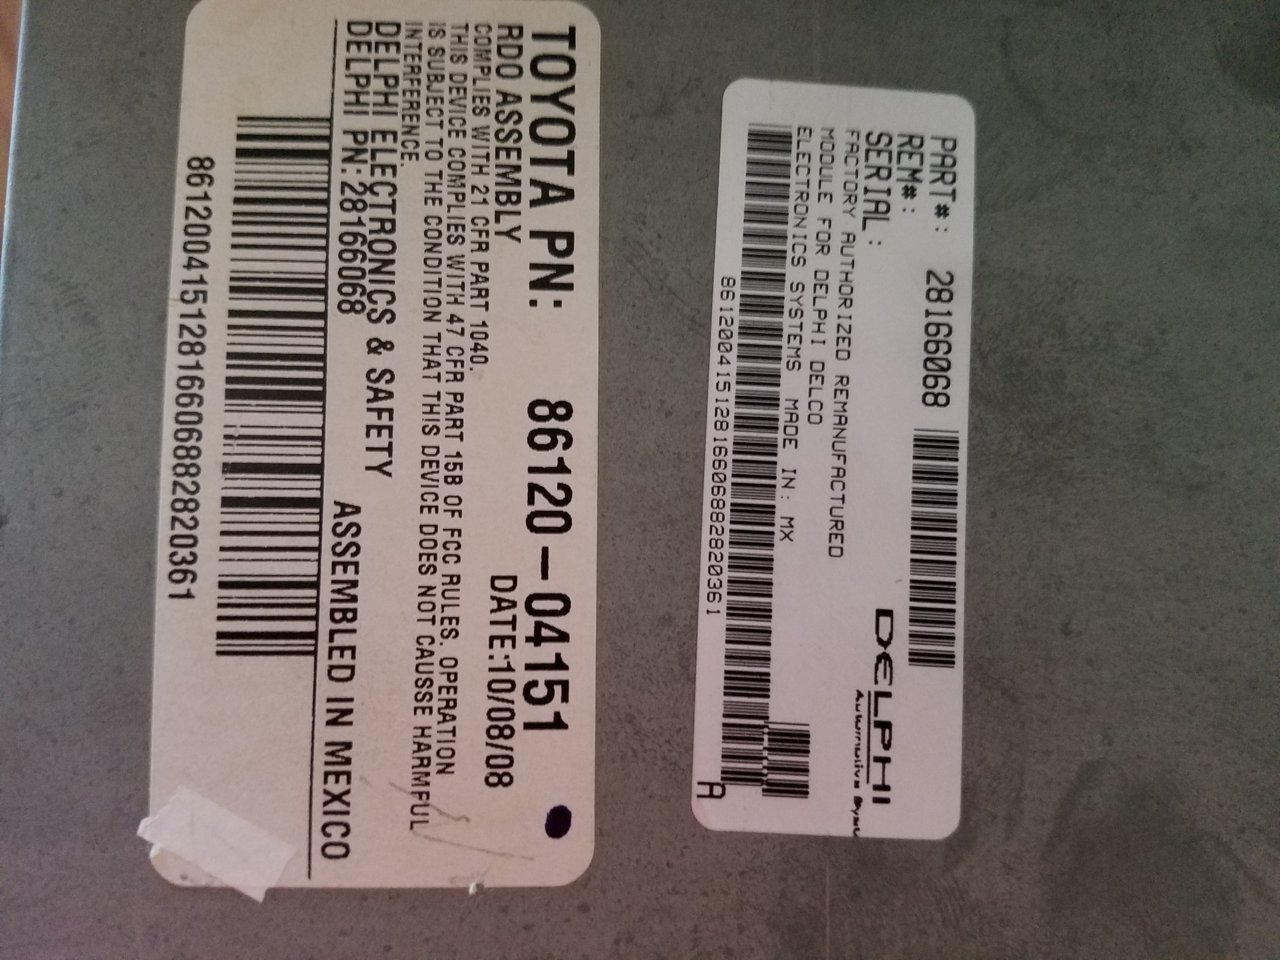 TOYOTA PN: 86120-04151
RDO ASSEMBLY DATE:10/08/08
COMPLIES WITH 21 CFR PART 1040.
THIS DEVICE COMPLIES WITH 47 CFR PART 15B OF FCC RULES. OPERATION
IS SUBJECT TO THE CONDITION THAT THIS DEVICE DOES NOT CAUSSE HARMFUL
INTERFERENCE.
DELPHI ELECTRONICS & SAFETY
DELPHI PN:28166068 ASSEMBLED IN MEXICO
86120041512816606882820361
PART#: 28166068
REM#:
SERIAL:
DELPHI
FACTORY AUTHORIZED REMANUFACTURED
MODULE FOR DELPHI DELCO
ELECTRONICS SYSTEMS MADE IN: MX
86120041512816606882820361
A